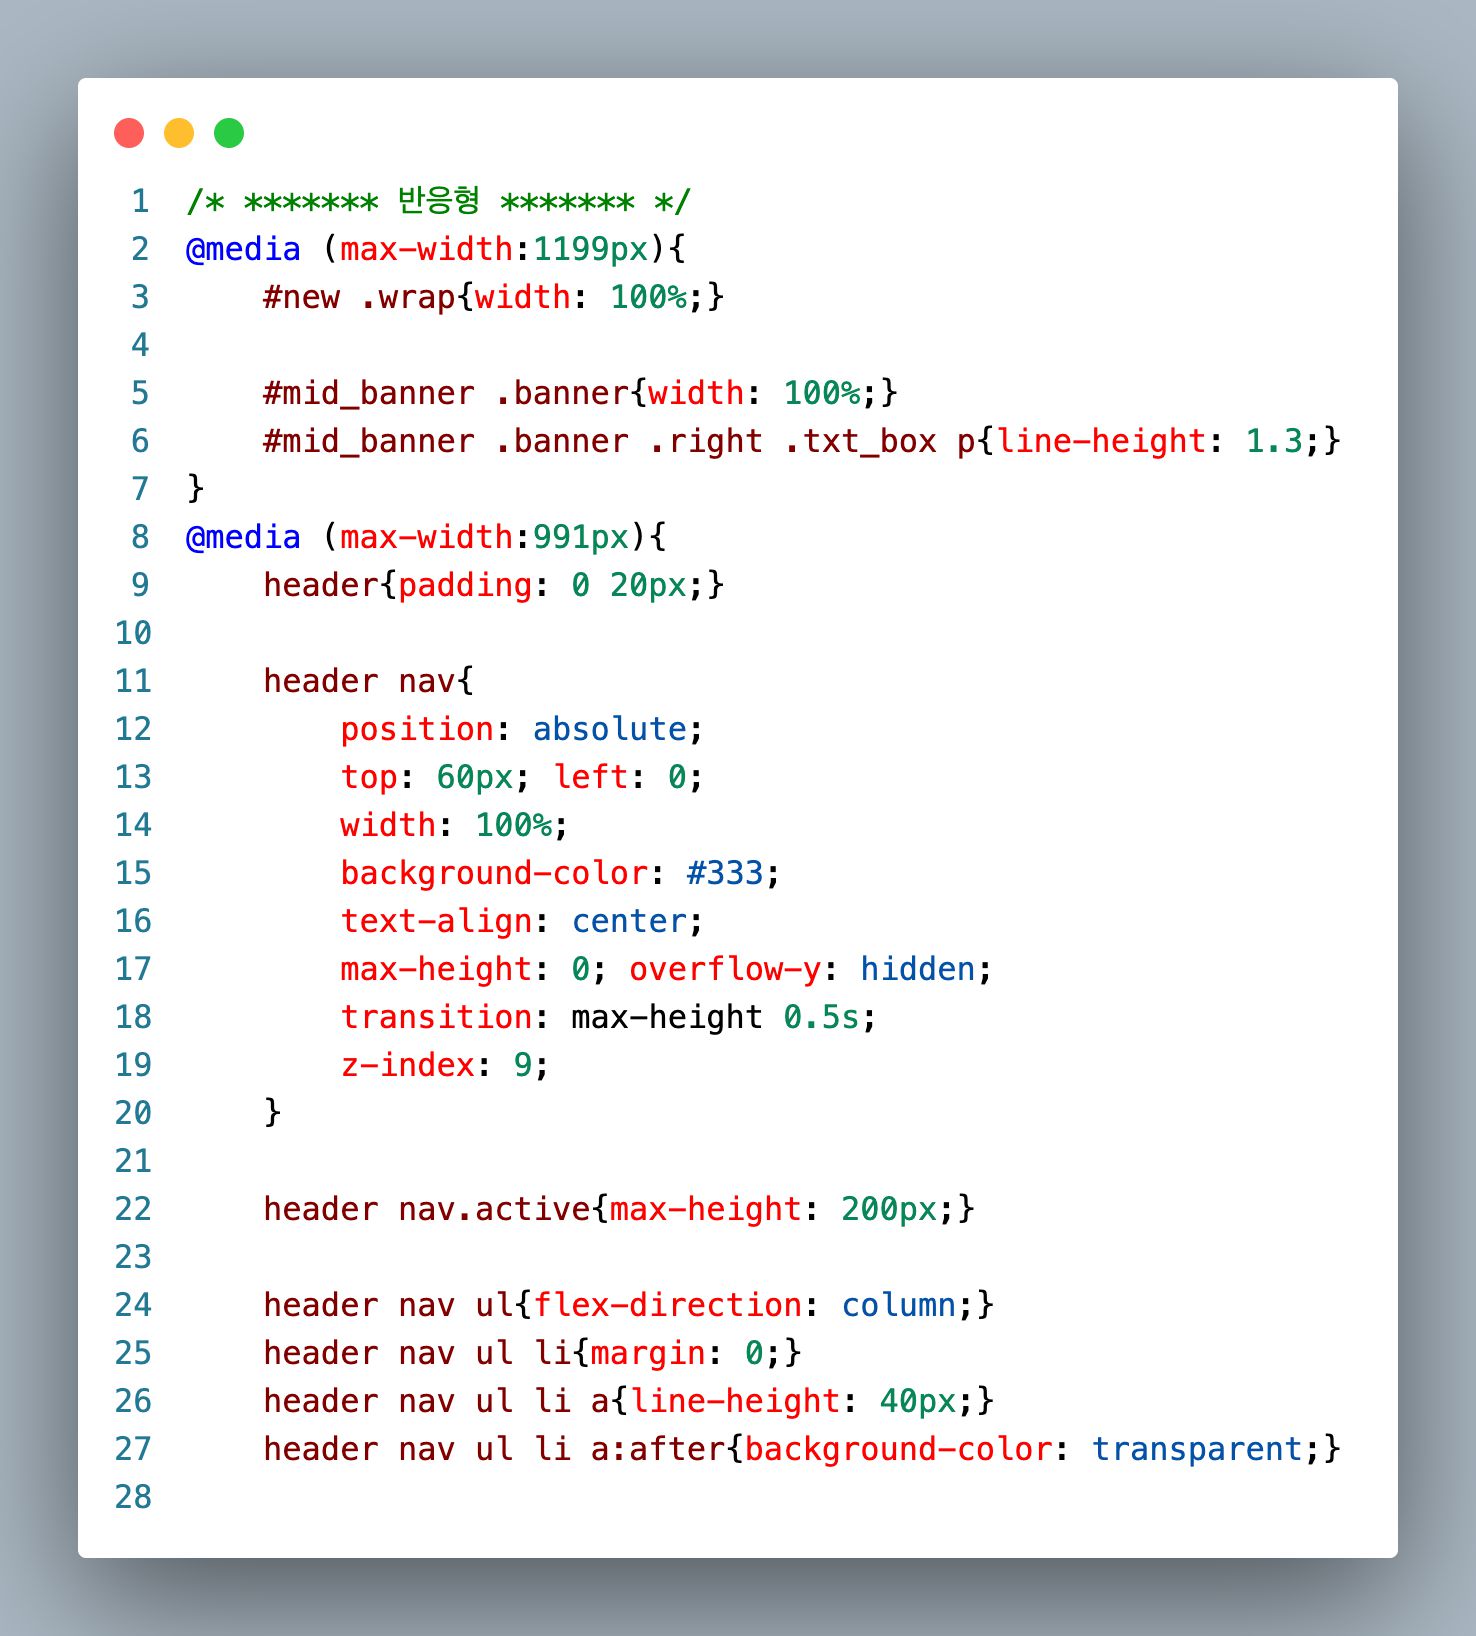 1 /* ******* 반응형 ******* */
2 @media (max-width:1199px){
3     #new .wrap{width: 100%;}
4
5     #mid_banner .banner{width: 100%;}
6     #mid_banner .banner .right .txt_box p{line-height: 1.3;}
7 }
8 @media (max-width:991px){
9     header{padding: 0 20px;}
10
11     header nav{
12         position: absolute;
13         top: 60px; left: 0;
14         width: 100%;
15         background-color: #333;
16         text-align: center;
17         max-height: 0; overflow-y: hidden;
18         transition: max-height 0.5s;
19         z-index: 9;
20     }
21
22     header nav.active{max-height: 200px;}
23
24     header nav ul{flex-direction: column;}
25     header nav ul li{margin: 0;}
26     header nav ul li a{line-height: 40px;}
27     header nav ul li a:after{background-color: transparent;}
28